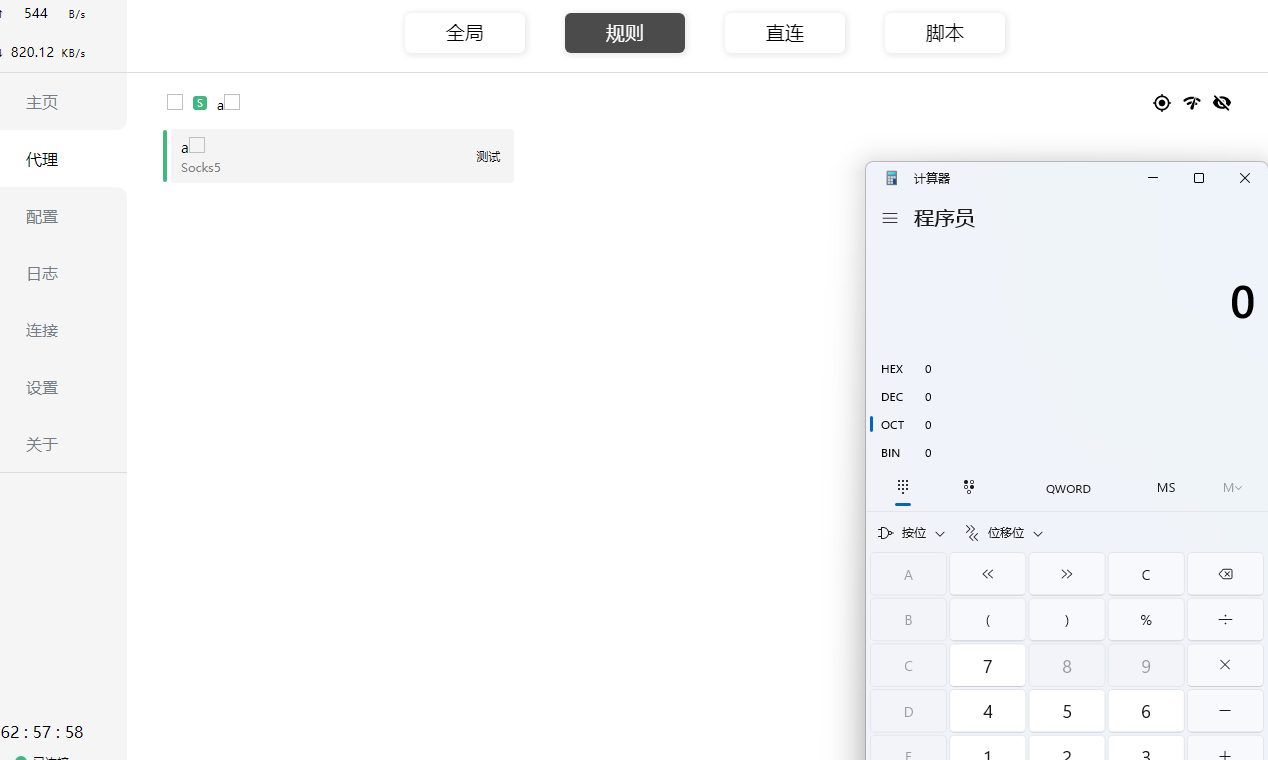 544 B/s
820.12 KB/s
全局 规则 直连 脚本
主页
代理
配置
日志
连接
设置
关于
62 : 57 : 58
已连接
S a
a
Socks5
测试
计算器
程序员
0
HEX 0
DEC 0
OCT 0
BIN 0
QWORD MS M
按位 位移位
A << >> C
B ( ) % ÷
C 7 8 9 ×
D 4 5 6 −
E 1 2 3 +